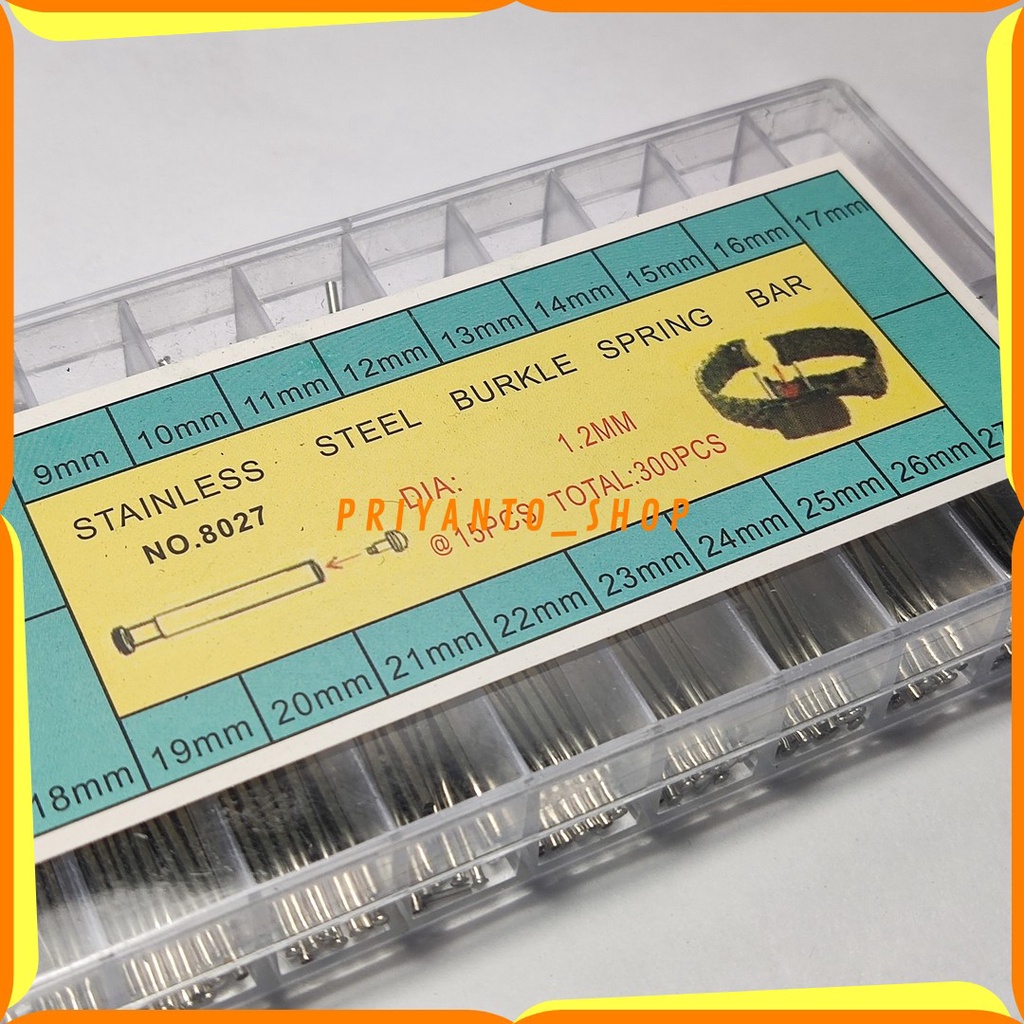 9mm 10mm 11mm 12mm 13mm 14mm 15mm 16mm 17mm
STAINLESS STEEL BURKLE SPRING BAR
NO.8027
DIA: 1.2MM
@15PCS TOTAL:300PCS
PRIYANTO_SHOP
18mm 19mm 20mm 21mm 22mm 23mm 24mm 25mm 26mm